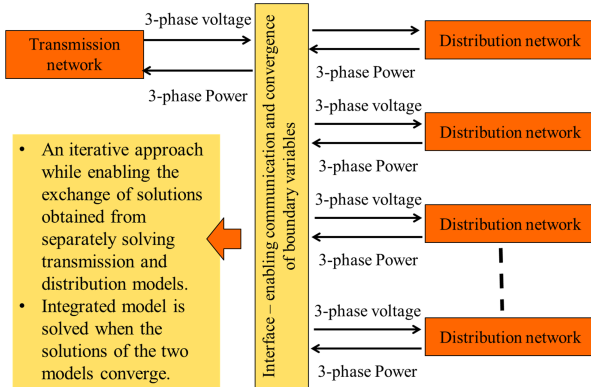 3-phase voltage
Transmission
network
3-phase Power
Interface – enabling communication and convergence
of boundary variables
Distribution network
3-phase Power
3-phase voltage
Distribution network
3-phase Power
3-phase voltage
Distribution network
3-phase Power
3-phase voltage
Distribution network
3-phase Power
• An iterative approach
while enabling the
exchange of solutions
obtained from
separately solving
transmission and
distribution models.
• Integrated model is
solved when the
solutions of the two
models converge.